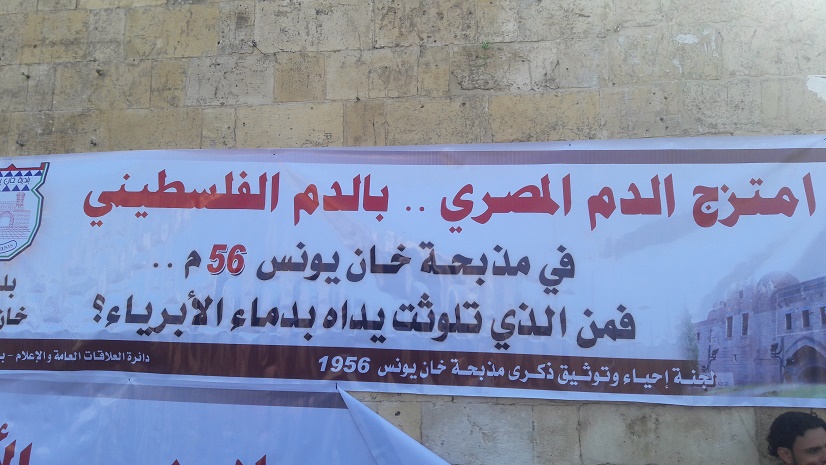 امتزج الدم المصري .. بالدم الفلسطيني
في مذبحة خان يونس 56 م ..
فمن الذي تلوثت يداه بدماء الأبرياء؟
لجنة إحياء وتوثيق ذكرى مذبحة خان يونس 1956
دائرة العلاقات العامة والإعلام -
خان